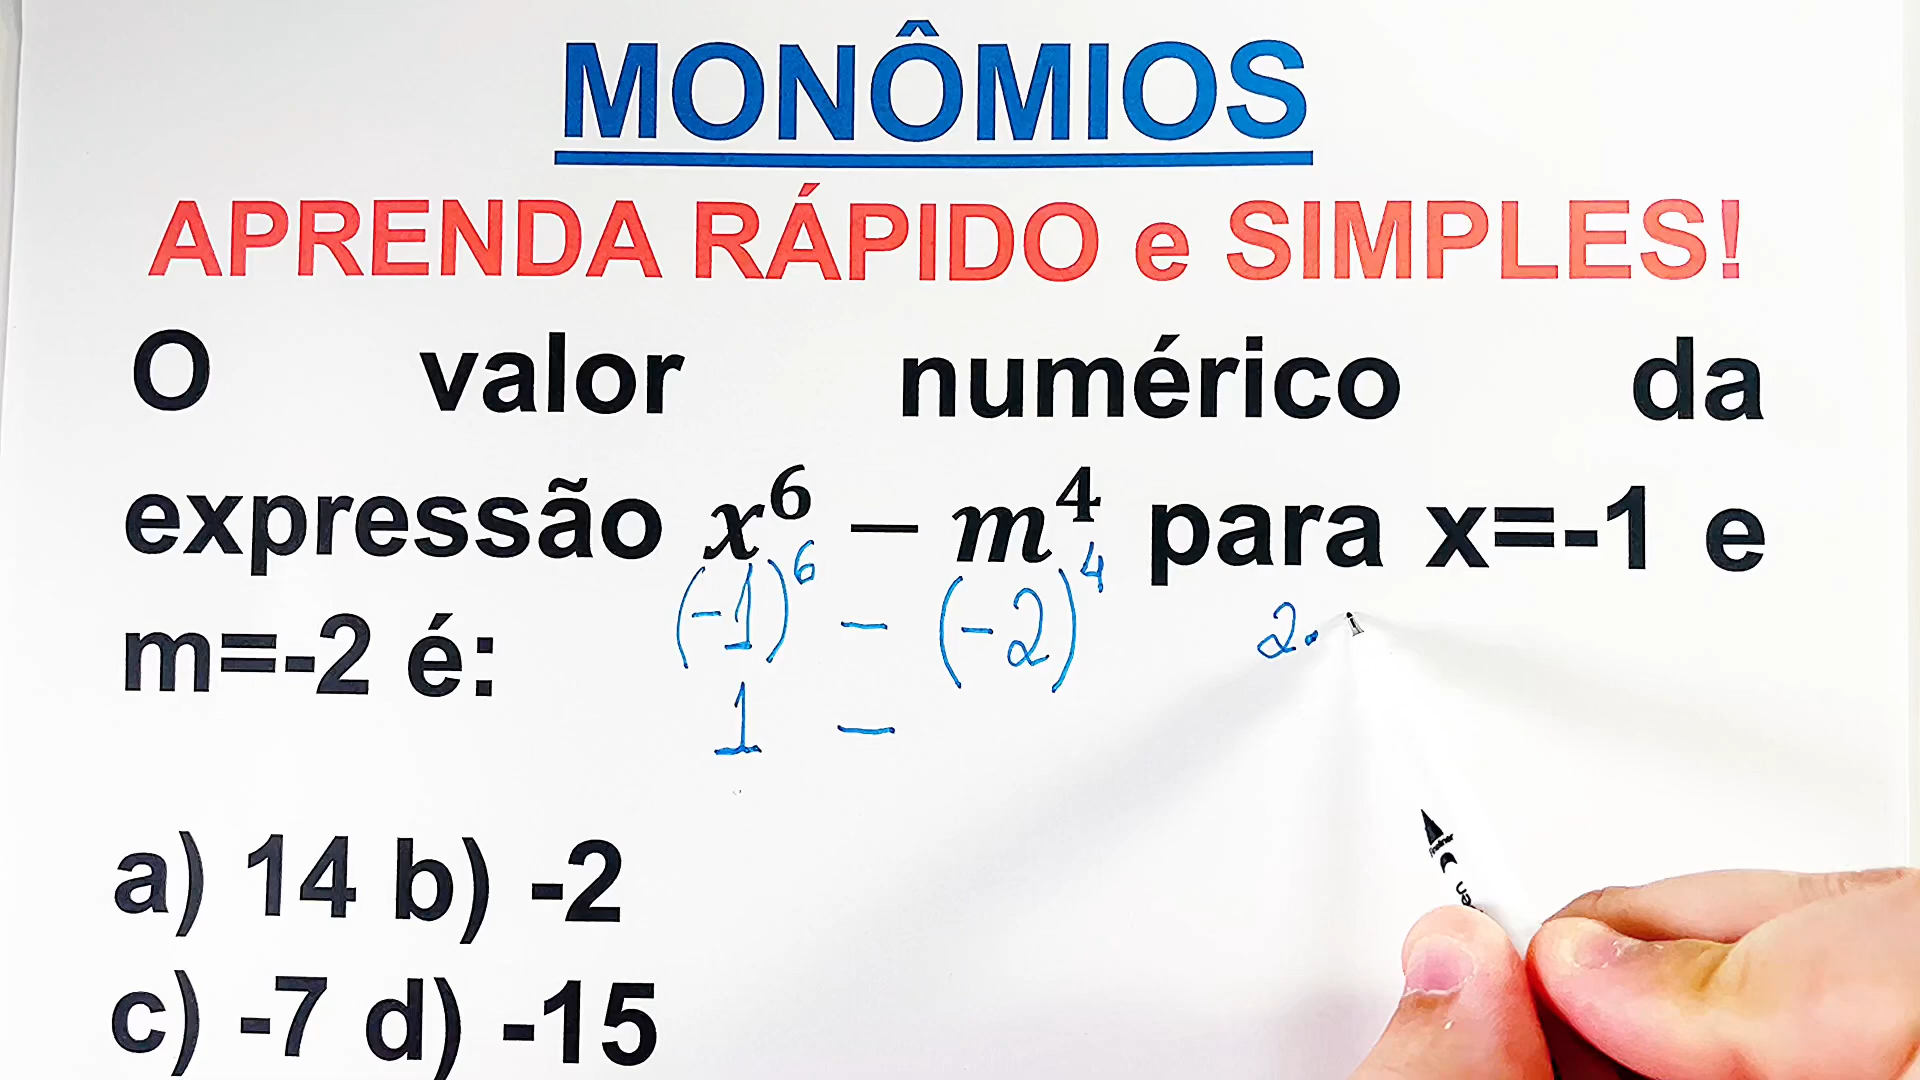 MONÔMIOS
APRENDA RÁPIDO e SIMPLES!
O valor numérico da
expressão x⁶ − m⁴ para x=-1 e
m=-2 é:
(-1)⁶ − (-2)⁴
2.
1 −
a) 14 b) -2
c) -7 d) -15